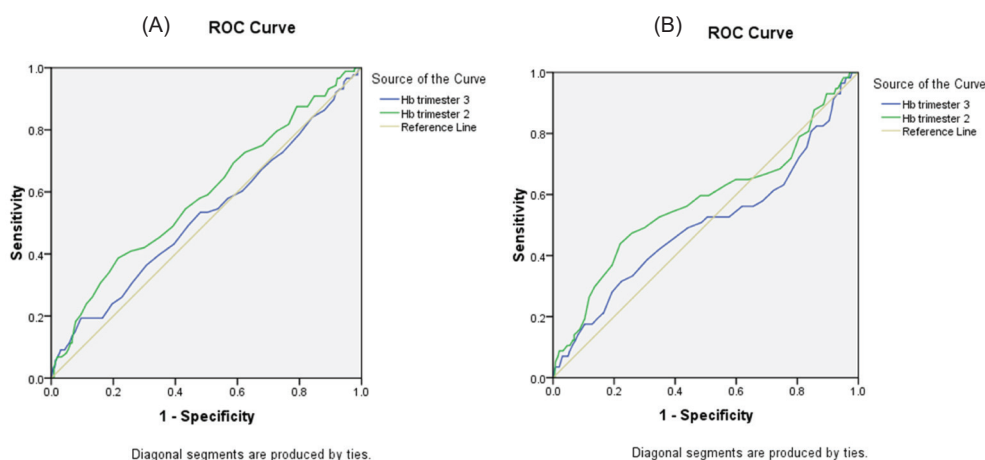 (A)
ROC Curve
1.0
0.8
0.6
0.4
0.2
0.0
Sensitivity
0.0 0.2 0.4 0.6 0.8 1.0
1 - Specificity
Source of the Curve
Hb trimester 3
Hb trimester 2
Reference Line
Diagonal segments are produced by ties.
(B)
ROC Curve
1.0
0.8
0.6
0.4
0.2
0.0
Sensitivity
0.0 0.2 0.4 0.6 0.8 1.0
1 - Specificity
Source of the Curve
Hb trimester 3
Hb trimester 2
Reference Line
Diagonal segments are produced by ties.